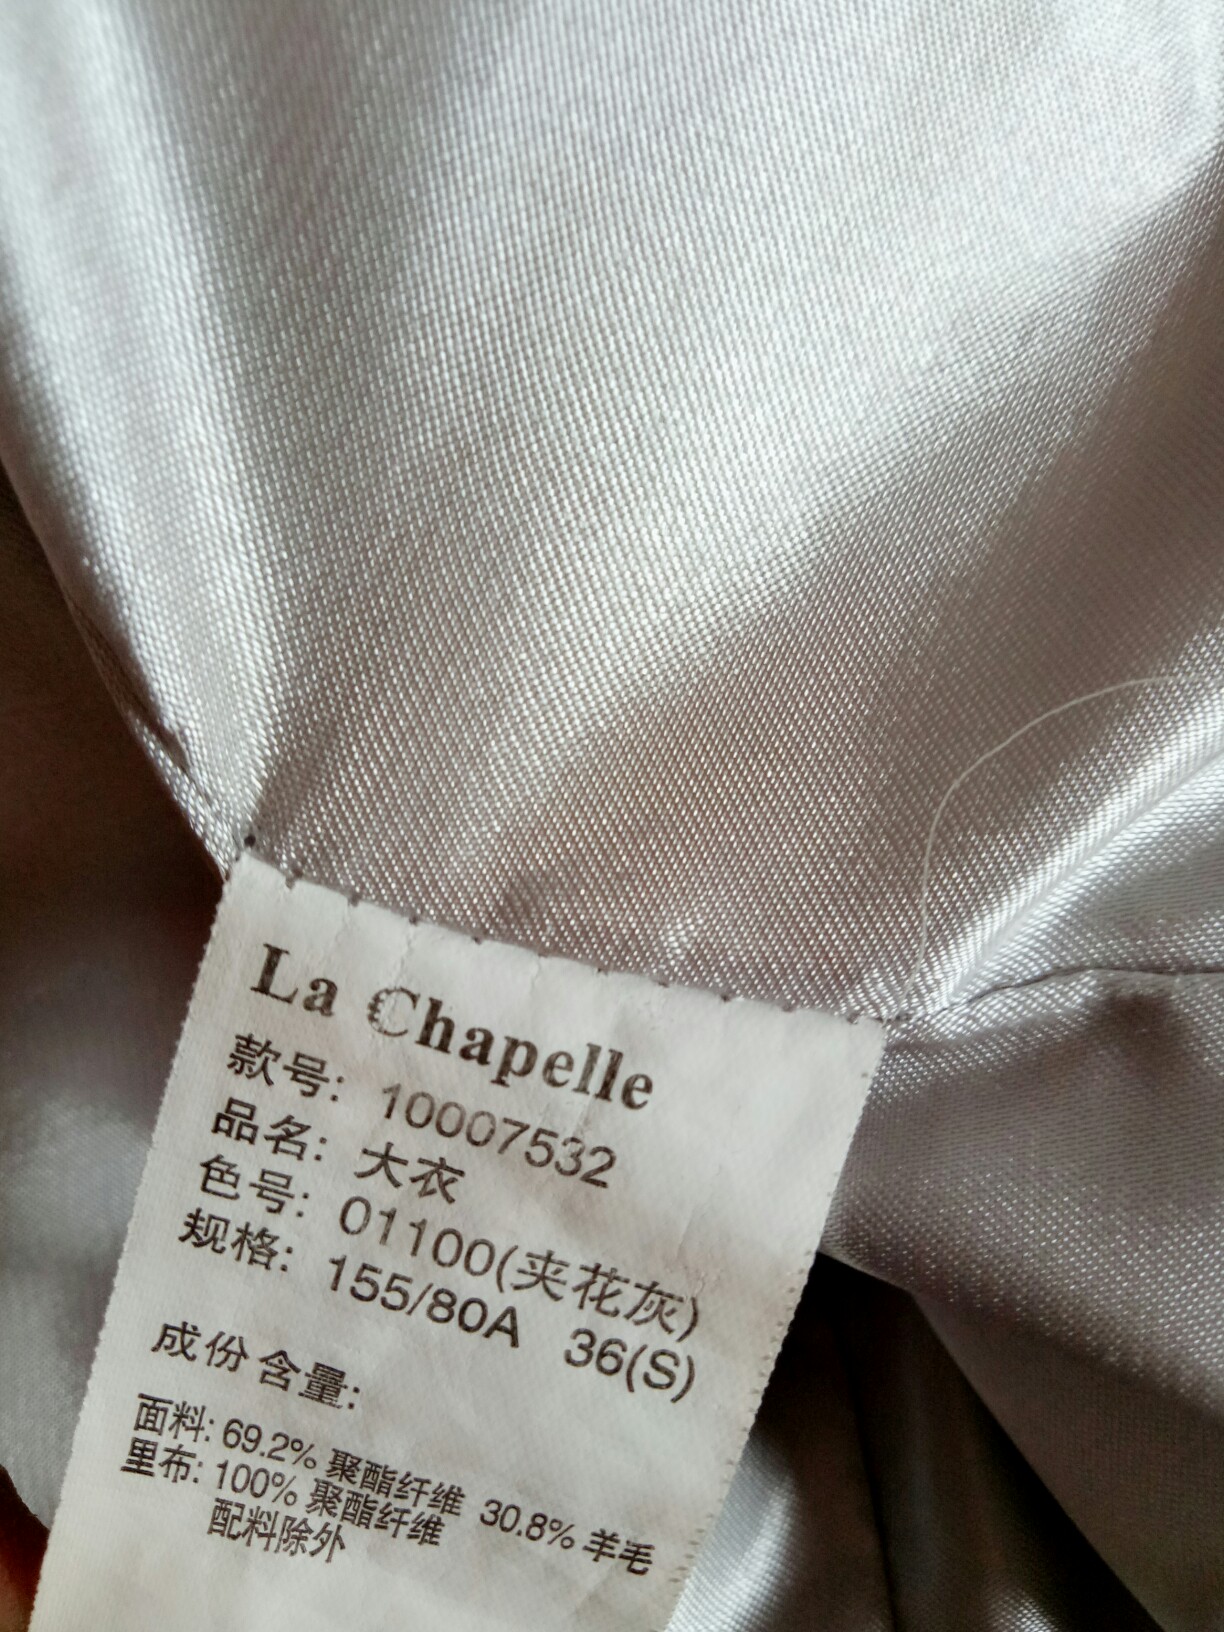 La Chapelle
款号: 10007532
品名: 大衣
色号: 01100(夹花灰)
规格: 155/80A 36(S)
成份含量:
面料: 69.2% 聚酯纤维 30.8% 羊毛
里布: 100% 聚酯纤维
配料除外